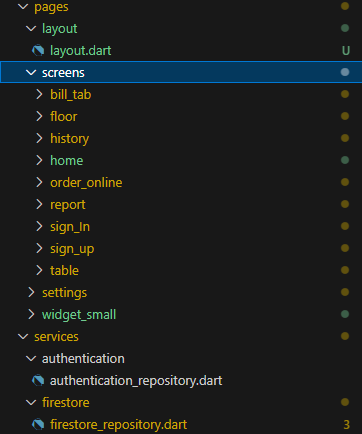 pages
layout
layout.dart
U
screens
bill_tab
floor
history
home
order_online
report
sign_In
sign_up
table
settings
widget_small
services
authentication
authentication_repository.dart
firestore
firestore_repository.dart
3